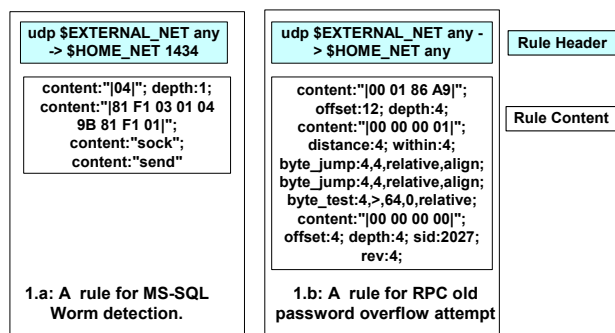 udp $EXTERNAL_NET any
-> $HOME_NET 1434
content:"|04|"; depth:1;
content:"|81 F1 03 01 04
9B 81 F1 01|";
content:"sock";
content:"send"
1.a: A rule for MS-SQL
Worm detection.
udp $EXTERNAL_NET any -
> $HOME_NET any
content:"|00 01 86 A9|";
offset:12; depth:4;
content:"|00 00 00 01|";
distance:4; within:4;
byte_jump:4,4,relative,align;
byte_jump:4,4,relative,align;
byte_test:4,>,64,0,relative;
content:"|00 00 00 00|";
offset:4; depth:4; sid:2027;
rev:4;
1.b: A rule for RPC old
password overflow attempt
Rule Header
Rule Content